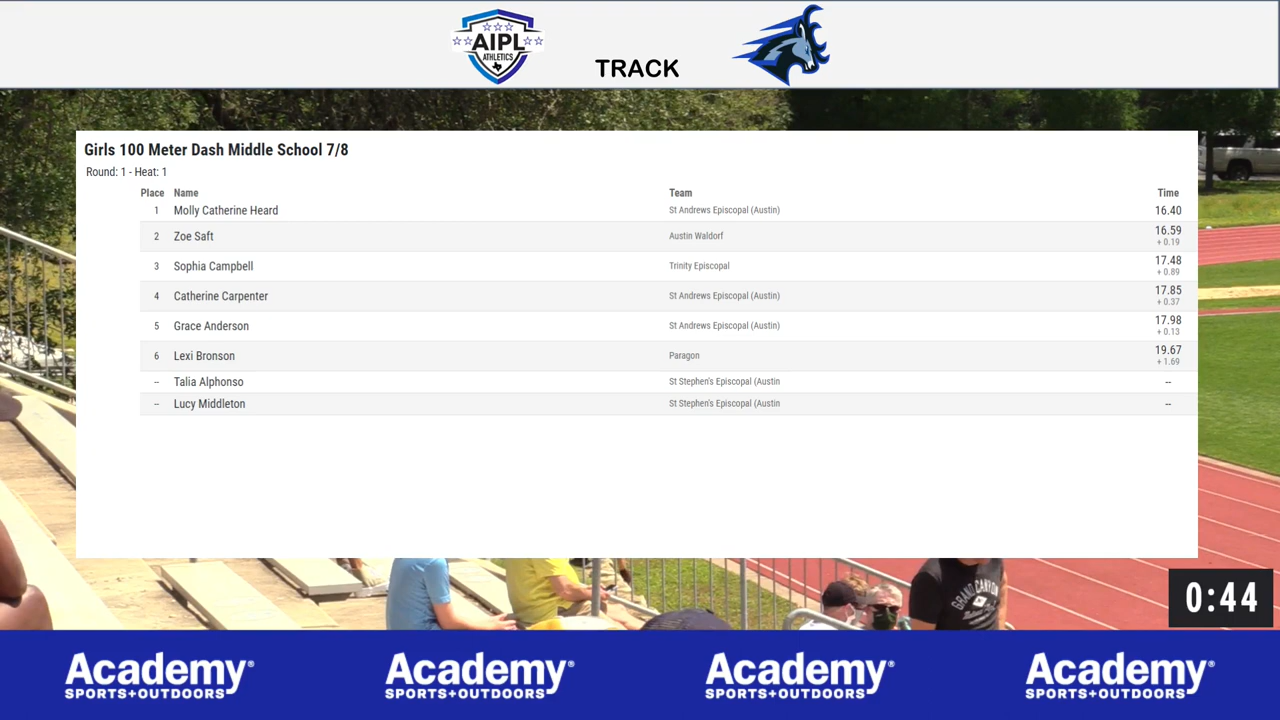 AIPL
ATHLETICS
TRACK
Girls 100 Meter Dash Middle School 7/8
Round: 1 - Heat: 1
Place Name Team Time
1 Molly Catherine Heard St Andrews Episcopal (Austin) 16.40
2 Zoe Saft Austin Waldorf 16.59
+ 0.19
3 Sophia Campbell Trinity Episcopal 17.48
+ 0.89
4 Catherine Carpenter St Andrews Episcopal (Austin) 17.85
+ 0.37
5 Grace Anderson St Andrews Episcopal (Austin) 17.98
+ 0.13
6 Lexi Bronson Paragon 19.67
+ 1.69
-- Talia Alphonso St Stephen's Episcopal (Austin --
-- Lucy Middleton St Stephen's Episcopal (Austin --
GRAND CANYON
0:44
Academy® Academy® Academy® Academy®
SPORTS+OUTDOORS SPORTS+OUTDOORS SPORTS+OUTDOORS SPORTS+OUTDOORS